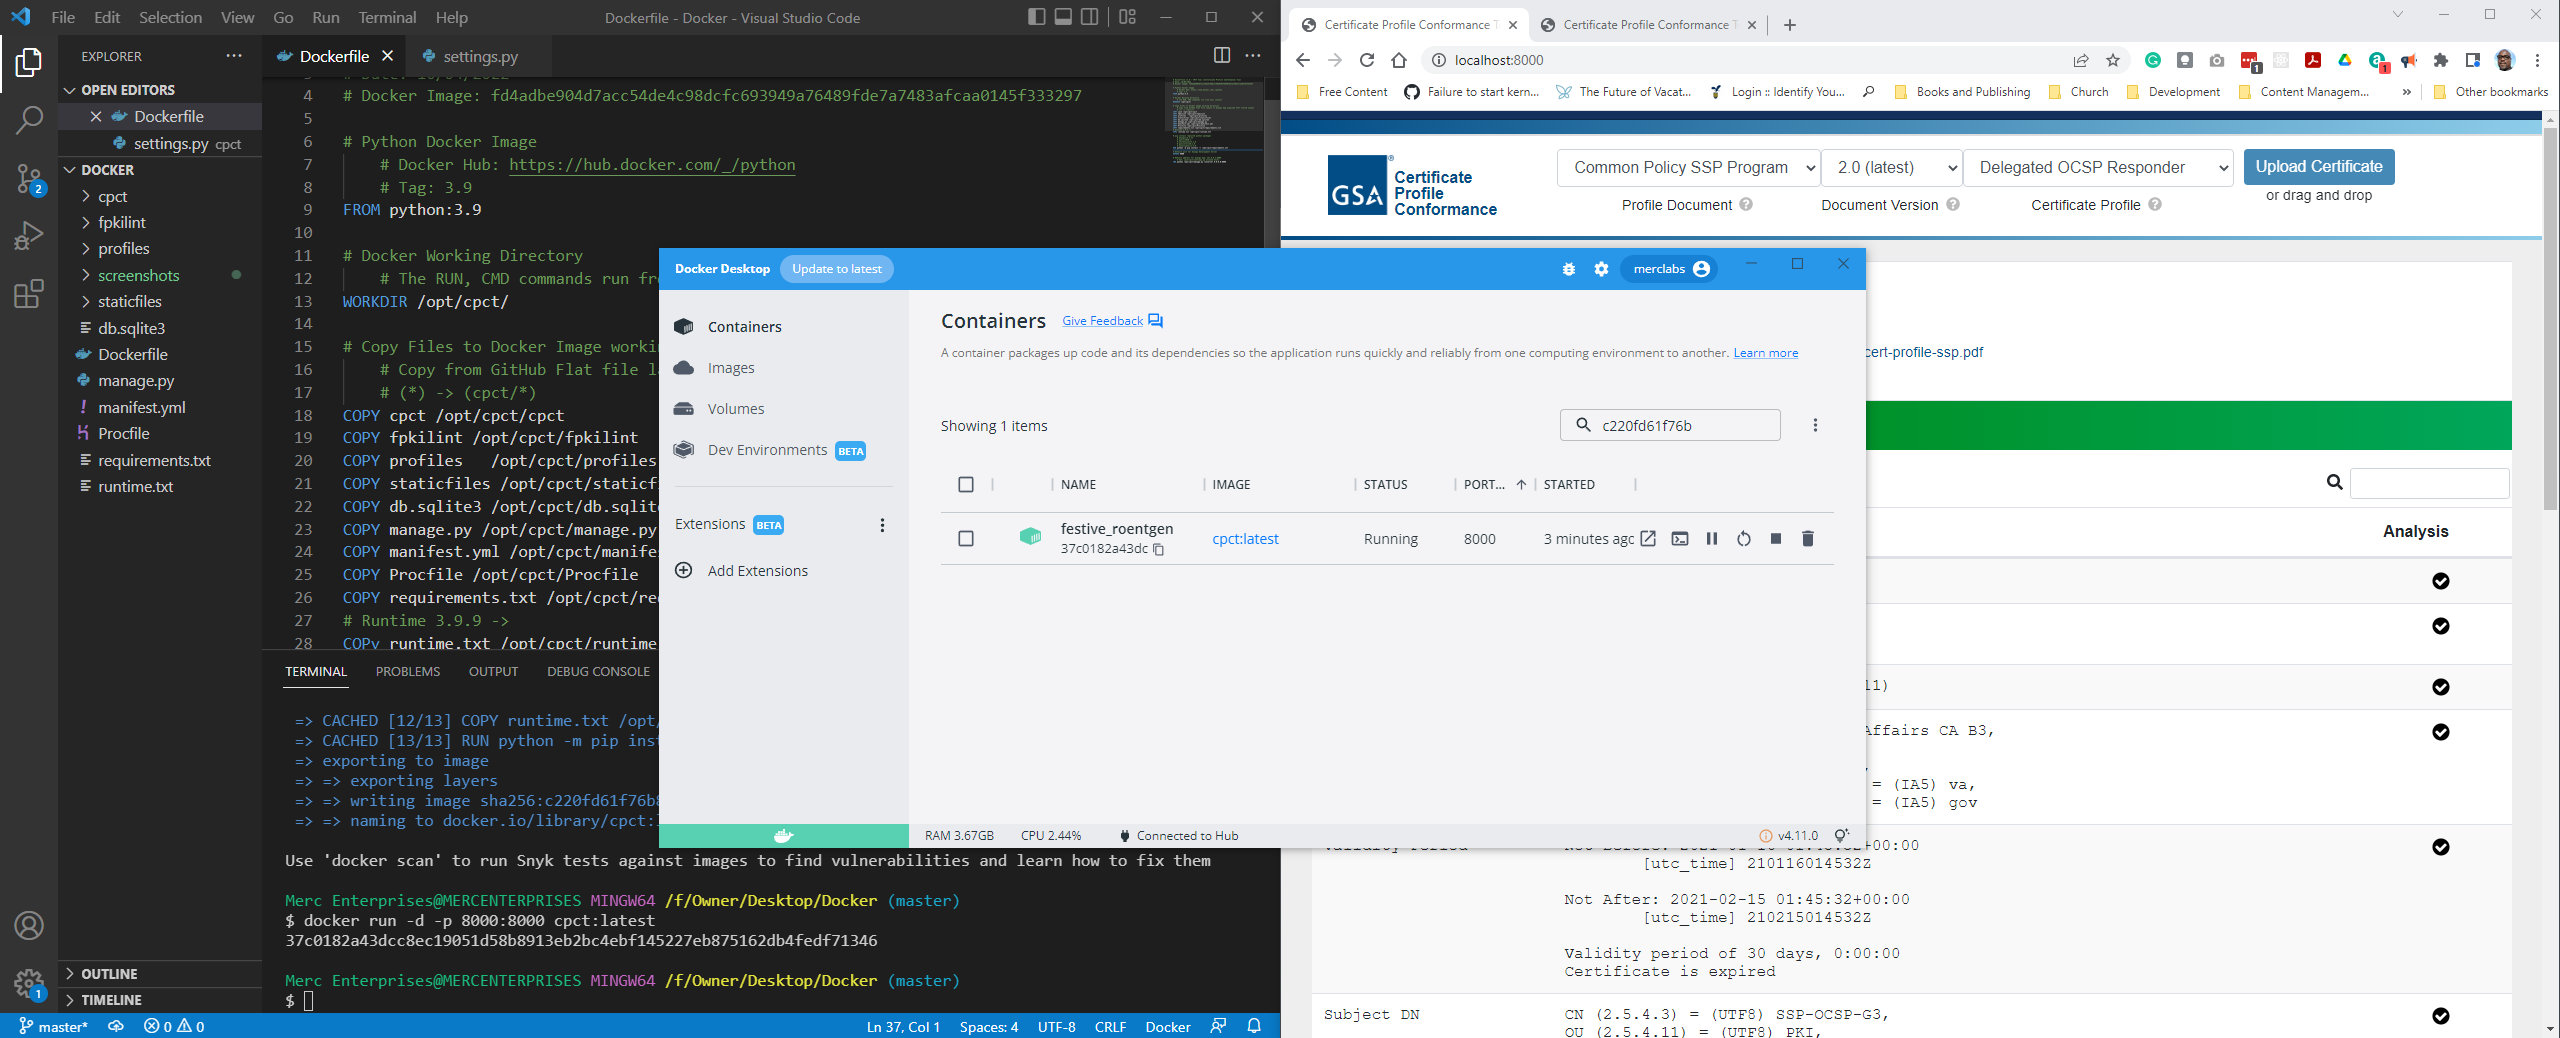 File Edit Selection View Go Run Terminal Help
Dockerfile - Docker - Visual Studio Code
EXPLORER
OPEN EDITORS
Dockerfile
settings.py cpct
DOCKER
cpct
fpkilint
profiles
screenshots
staticfiles
db.sqlite3
Dockerfile
manage.py
manifest.yml
Procfile
requirements.txt
runtime.txt
OUTLINE
TIMELINE
2
1
Dockerfile
settings.py
4 # Docker Image: fd4adbe904d7acc54de4c98dcfc693949a76489fde7a7483afcaa0145f333297
5
6 # Python Docker Image
7 # Docker Hub: https://hub.docker.com/_/python
8 # Tag: 3.9
9 FROM python:3.9
10
11 # Docker Working Directory
12 # The RUN, CMD commands run fr
13 WORKDIR /opt/cpct/
14
15 # Copy Files to Docker Image worki
16 # Copy from GitHub Flat file l
17 # (*) -> (cpct/*)
18 COPY cpct /opt/cpct/cpct
19 COPY fpkilint /opt/cpct/fpkilint
20 COPY profiles /opt/cpct/profiles
21 COPY staticfiles /opt/cpct/staticf
22 COPY db.sqlite3 /opt/cpct/db.sqlit
23 COPY manage.py /opt/cpct/manage.py
24 COPY manifest.yml /opt/cpct/manife
25 COPY Procfile /opt/cpct/Procfile
26 COPY requirements.txt /opt/cpct/re
27 # Runtime 3.9.9 ->
28 COPy runtime.txt /opt/cpct/runtime
TERMINAL PROBLEMS OUTPUT DEBUG CONSOLE
=> CACHED [12/13] COPY runtime.txt /opt/
=> CACHED [13/13] RUN python -m pip inst
=> exporting to image
=> => exporting layers
=> => writing image sha256:c220fd61f76b
=> => naming to docker.io/library/cpct:
Use 'docker scan' to run Snyk tests against images to find vulnerabilities and learn how to fix them
Merc Enterprises@MERCENTERPRISES MINGW64 /f/Owner/Desktop/Docker (master)
$ docker run -d -p 8000:8000 cpct:latest
37c0182a43dcc8ec19051d58b8913eb2bc4ebf145227eb875162db4fedf71346
Merc Enterprises@MERCENTERPRISES MINGW64 /f/Owner/Desktop/Docker (master)
$
master* 0 0 Ln 37, Col 1 Spaces: 4 UTF-8 CRLF Docker
Docker Desktop Update to latest merclabs
Containers
Images
Volumes
Dev Environments BETA
Extensions BETA
Add Extensions
Containers Give Feedback
A container packages up code and its dependencies so the application runs quickly and reliably from one computing environment to another. Learn more
Showing 1 items
c220fd61f76b
NAME IMAGE STATUS PORT... STARTED
festive_roentgen
37c0182a43dc
cpct:latest Running 8000 3 minutes ago
RAM 3.67GB CPU 2.44% Connected to Hub v4.11.0
Certificate Profile Conformance T
Certificate Profile Conformance T
localhost:8000
1
1
Free Content Failure to start kern... The Future of Vacat... Login :: Identify You... Books and Publishing Church Development Content Managem... » Other bookmarks
GSA
Certificate
Profile
Conformance
Common Policy SSP Program 2.0 (latest) Delegated OCSP Responder Upload Certificate
or drag and drop
Profile Document Document Version Certificate Profile
cert-profile-ssp.pdf
Analysis
11)
Affairs CA B3,
= (IA5) va,
= (IA5) gov
[utc_time] 210116014532Z
Not After: 2021-02-15 01:45:32+00:00
[utc_time] 210215014532Z
Validity period of 30 days, 0:00:00
Certificate is expired
Subject DN CN (2.5.4.3) = (UTF8) SSP-OCSP-G3,
OU (2.5.4.11) = (UTF8) PKI,